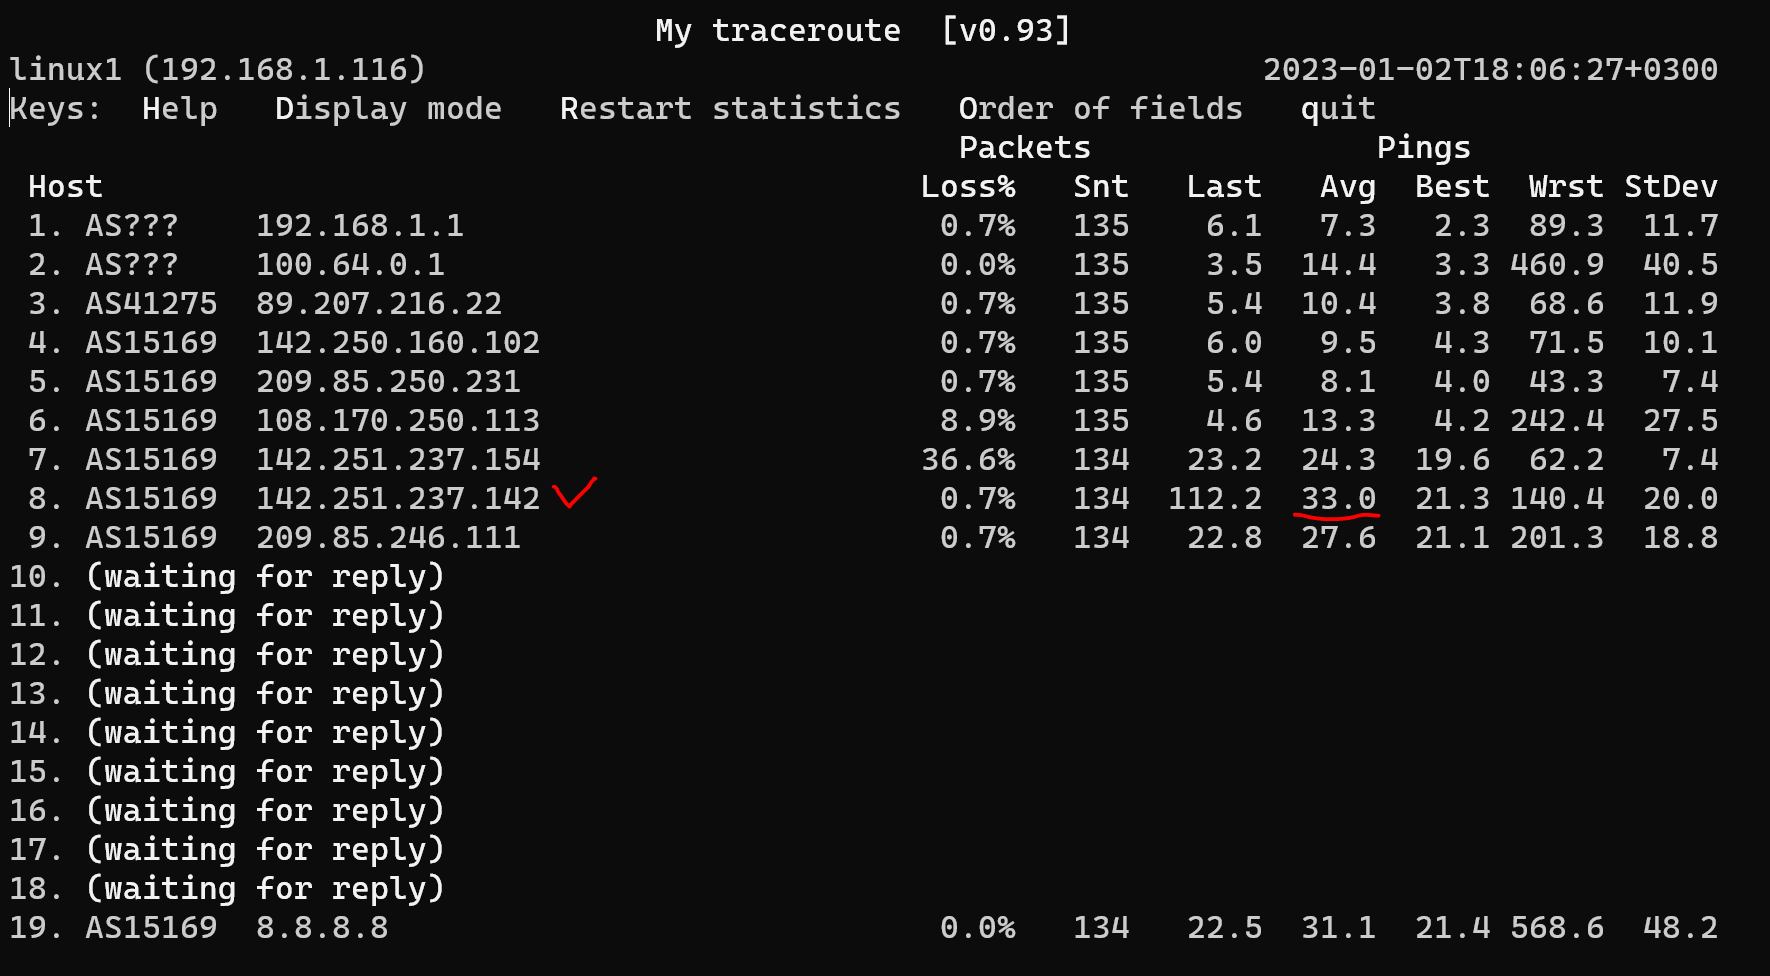 My traceroute  [v0.93]
linux1 (192.168.1.116) 2023-01-02T18:06:27+0300
Keys:  Help   Display mode   Restart statistics   Order of fields   quit
Packets Pings
Host Loss% Snt Last Avg Best Wrst StDev
1. AS??? 192.168.1.1 0.7% 135 6.1 7.3 2.3 89.3 11.7
2. AS??? 100.64.0.1 0.0% 135 3.5 14.4 3.3 460.9 40.5
3. AS41275 89.207.216.22 0.7% 135 5.4 10.4 3.8 68.6 11.9
4. AS15169 142.250.160.102 0.7% 135 6.0 9.5 4.3 71.5 10.1
5. AS15169 209.85.250.231 0.7% 135 5.4 8.1 4.0 43.3 7.4
6. AS15169 108.170.250.113 8.9% 135 4.6 13.3 4.2 242.4 27.5
7. AS15169 142.251.237.154 36.6% 134 23.2 24.3 19.6 62.2 7.4
8. AS15169 142.251.237.142 0.7% 134 112.2 33.0 21.3 140.4 20.0
9. AS15169 209.85.246.111 0.7% 134 22.8 27.6 21.1 201.3 18.8
10. (waiting for reply)
11. (waiting for reply)
12. (waiting for reply)
13. (waiting for reply)
14. (waiting for reply)
15. (waiting for reply)
16. (waiting for reply)
17. (waiting for reply)
18. (waiting for reply)
19. AS15169 8.8.8.8 0.0% 134 22.5 31.1 21.4 568.6 48.2